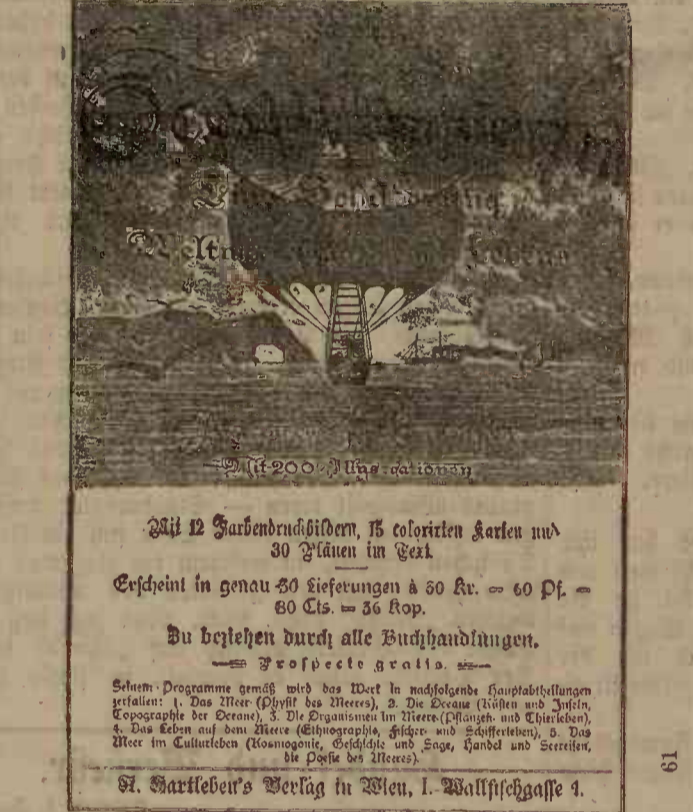 Mit 200 Illustrationen
Mit 12 Farbendruckbildern, 15 colorirten Karten und
30 Plänen im Text.
Erscheint in genau 30 Lieferungen à 30 Kr. = 60 Pf. =
80 Cts. = 36 Kop.
Zu beziehen durch alle Buchhandlungen.
Prospecte gratis.
Seinem Programme gemäß wird das Werk in nachfolgende Hauptabtheilungen
zerfallen: 1. Das Meer (Physik des Meeres), 2. Die Oceane (Küsten und Inseln,
Topographie der Oceane), 3. Die Organismen im Meere (Pflanzen- und Thierleben),
4. Das Leben auf dem Meere (Ethnographie, Fischer- und Schifferleben), 5. Das
Meer im Culturleben (Kosmogonie, Geschichte und Sage, Handel und Seereisen,
die Poesie des Meeres).
A. Hartleben's Verlag in Wien, I. Wallfischgasse 1.
61